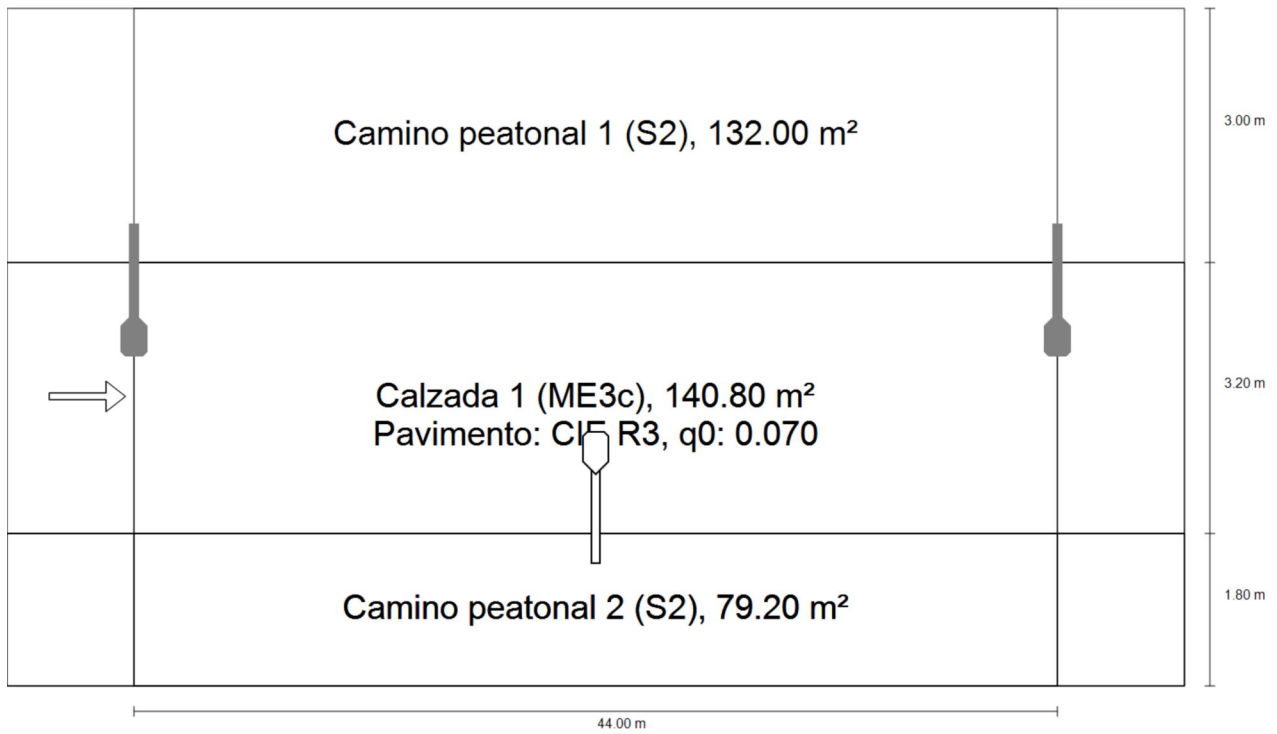 Camino peatonal 1 (S2), 132.00 m²
3.00 m
Calzada 1 (ME3c), 140.80 m²
Pavimento: CIE R3, q0: 0.070
3.20 m
Camino peatonal 2 (S2), 79.20 m²
1.80 m
44.00 m